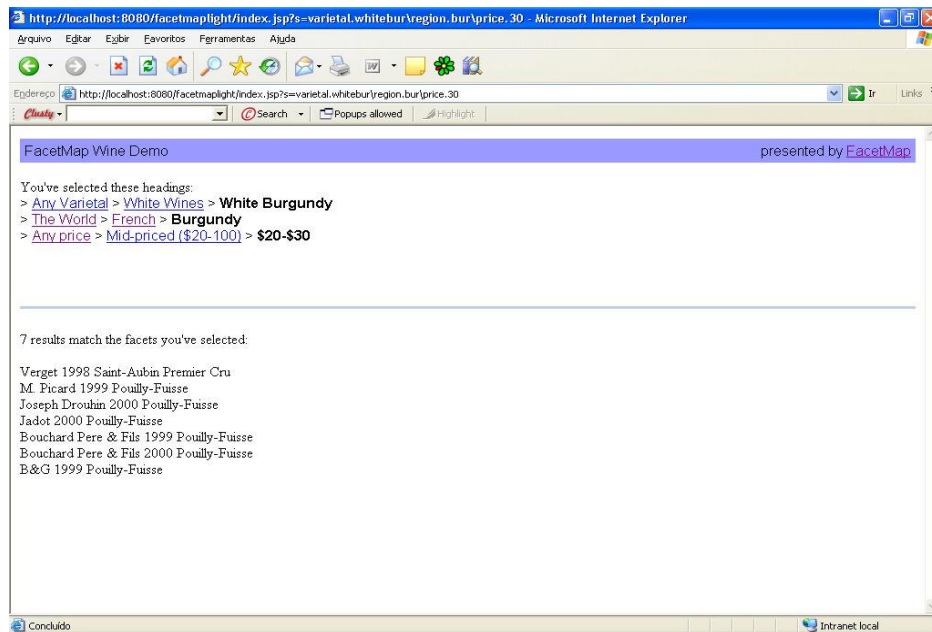 http://localhost:8080/facetmaplight/index.jsp?s=varietal.whitebur\region.bur\price.30 - Microsoft Internet Explorer
Arquivo Editar Exibir Favoritos Ferramentas Ajuda
Endereço http://localhost:8080/facetmaplight/index.jsp?s=varietal.whitebur\region.bur\price.30 Ir Links
Clusty Search Popups allowed Highlight
FacetMap Wine Demo presented by FacetMap
You've selected these headings:
> Any Varietal > White Wines > White Burgundy
> The World > French > Burgundy
> Any price > Mid-priced ($20-100) > $20-$30
7 results match the facets you've selected:
Verget 1998 Saint-Aubin Premier Cru
M. Picard 1999 Pouilly-Fuisse
Joseph Drouhin 2000 Pouilly-Fuisse
Jadot 2000 Pouilly-Fuisse
Bouchard Pere & Fils 1999 Pouilly-Fuisse
Bouchard Pere & Fils 2000 Pouilly-Fuisse
B&G 1999 Pouilly-Fuisse
Concluído Intranet local